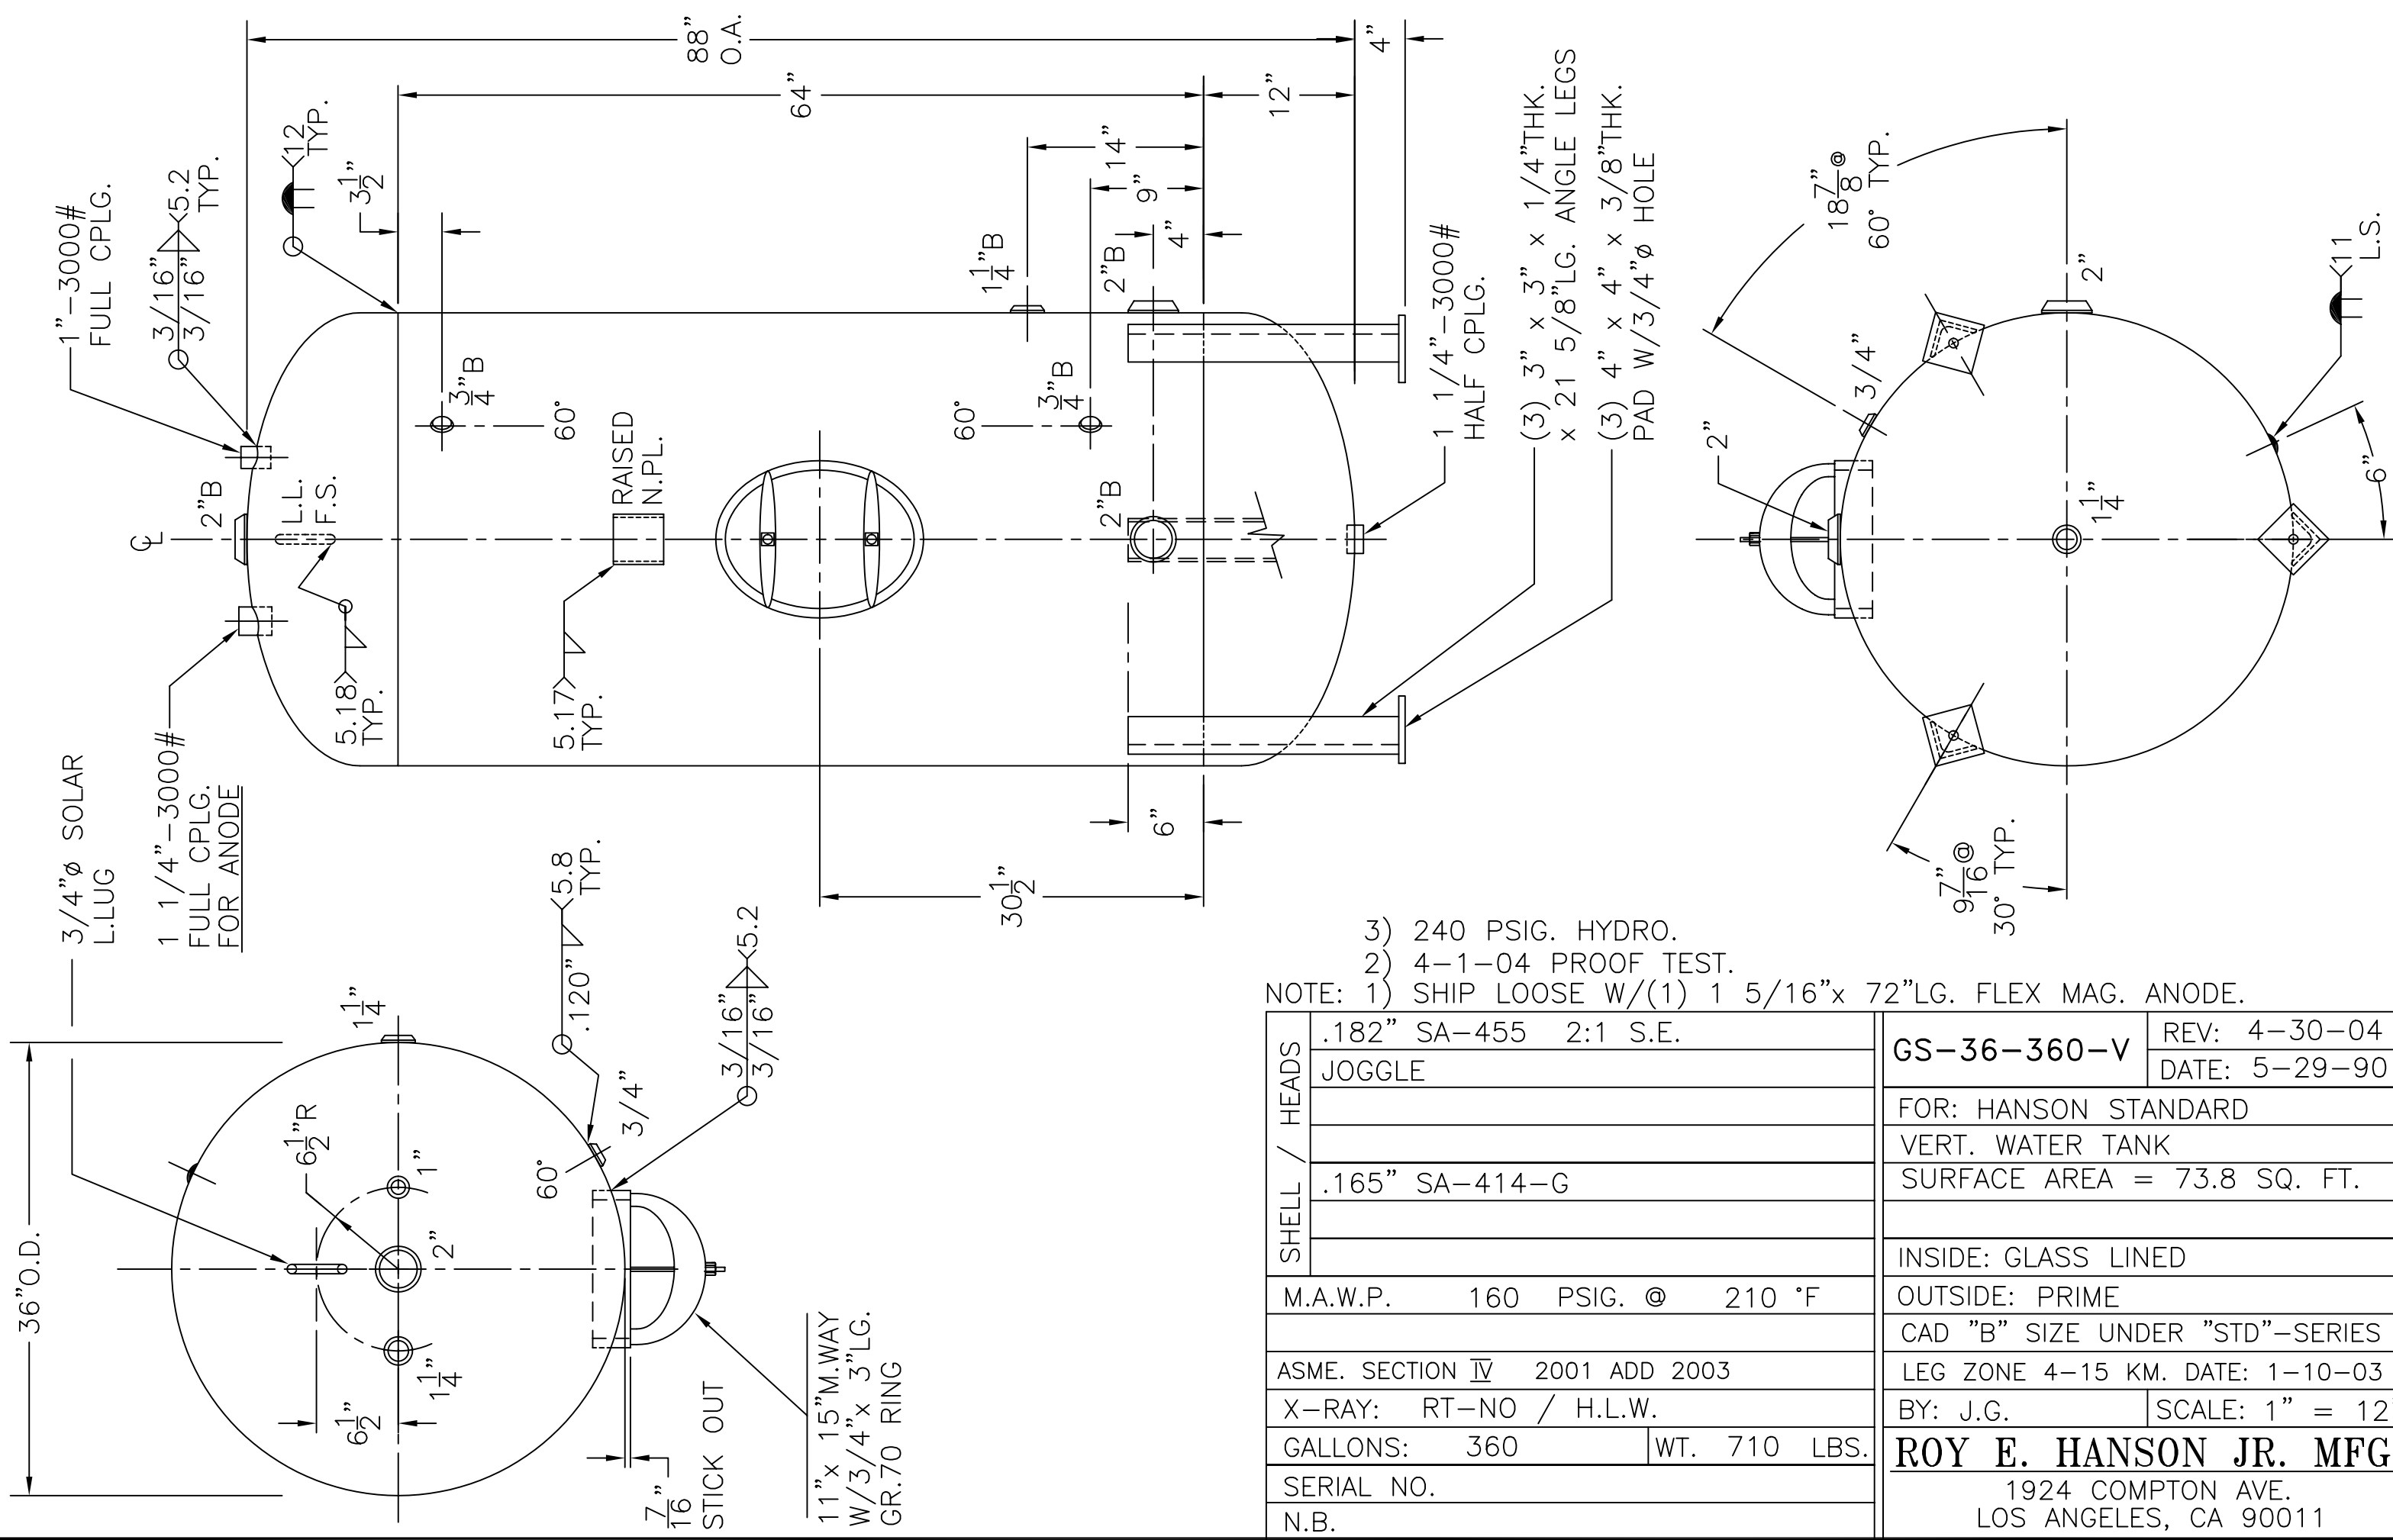 88"
O.A.
4"
64"
12"
14"
9"
4"
3 1/2"
12
TYP.
5.2
TYP.
3/16"
3/16"
1"-3000#
FULL CPLG.
1 1/4"B
2"B
3/4"B
60°
60°
3/4"B
RAISED
N.PL.
2"B
L.L.
F.S.
℄
2"B
5.18
TYP.
5.17
TYP.
1 1/4"-3000#
HALF CPLG.
(3) 3" x 3" x 1/4"THK.
x 21 5/8"LG. ANGLE LEGS
(3) 4" x 4" x 3/8"THK.
PAD W/3/4"ø HOLE
6"
30 1/2"
3/4"ø SOLAR
L.LUG
1 1/4"-3000#
FULL CPLG.
FOR ANODE
18 7/8"@
60° TYP.
2"
3/4"
2"
1 1/4"
11
L.S.
6"
9 7/16"@
30° TYP.
36"O.D.
1 1/4"
6 1/2"R
1"
2"
1 1/4"
6 1/2"
60°
3/4"
.120"
5.8
TYP.
3/16"
3/16"
5.2
7/16"
STICK OUT
11"x 15"M.WAY
W/3/4"x 3"LG.
GR.70 RING
3) 240 PSIG. HYDRO.
2) 4-1-04 PROOF TEST.
NOTE: 1) SHIP LOOSE W/(1) 1 5/16"x 72"LG. FLEX MAG. ANODE.
SHELL / HEADS
.182" SA-455 2:1 S.E.
JOGGLE
.165" SA-414-G
M.A.W.P. 160 PSIG. @ 210 °F
ASME. SECTION IV 2001 ADD 2003
X-RAY: RT-NO / H.L.W.
GALLONS: 360 WT. 710 LBS.
SERIAL NO.
N.B.
GS-36-360-V
REV: 4-30-04
DATE: 5-29-90
FOR: HANSON STANDARD
VERT. WATER TANK
SURFACE AREA = 73.8 SQ. FT.
INSIDE: GLASS LINED
OUTSIDE: PRIME
CAD "B" SIZE UNDER "STD"-SERIES
LEG ZONE 4-15 KM. DATE: 1-10-03
BY: J.G. SCALE: 1" = 12
ROY E. HANSON JR. MFG
1924 COMPTON AVE.
LOS ANGELES, CA 90011